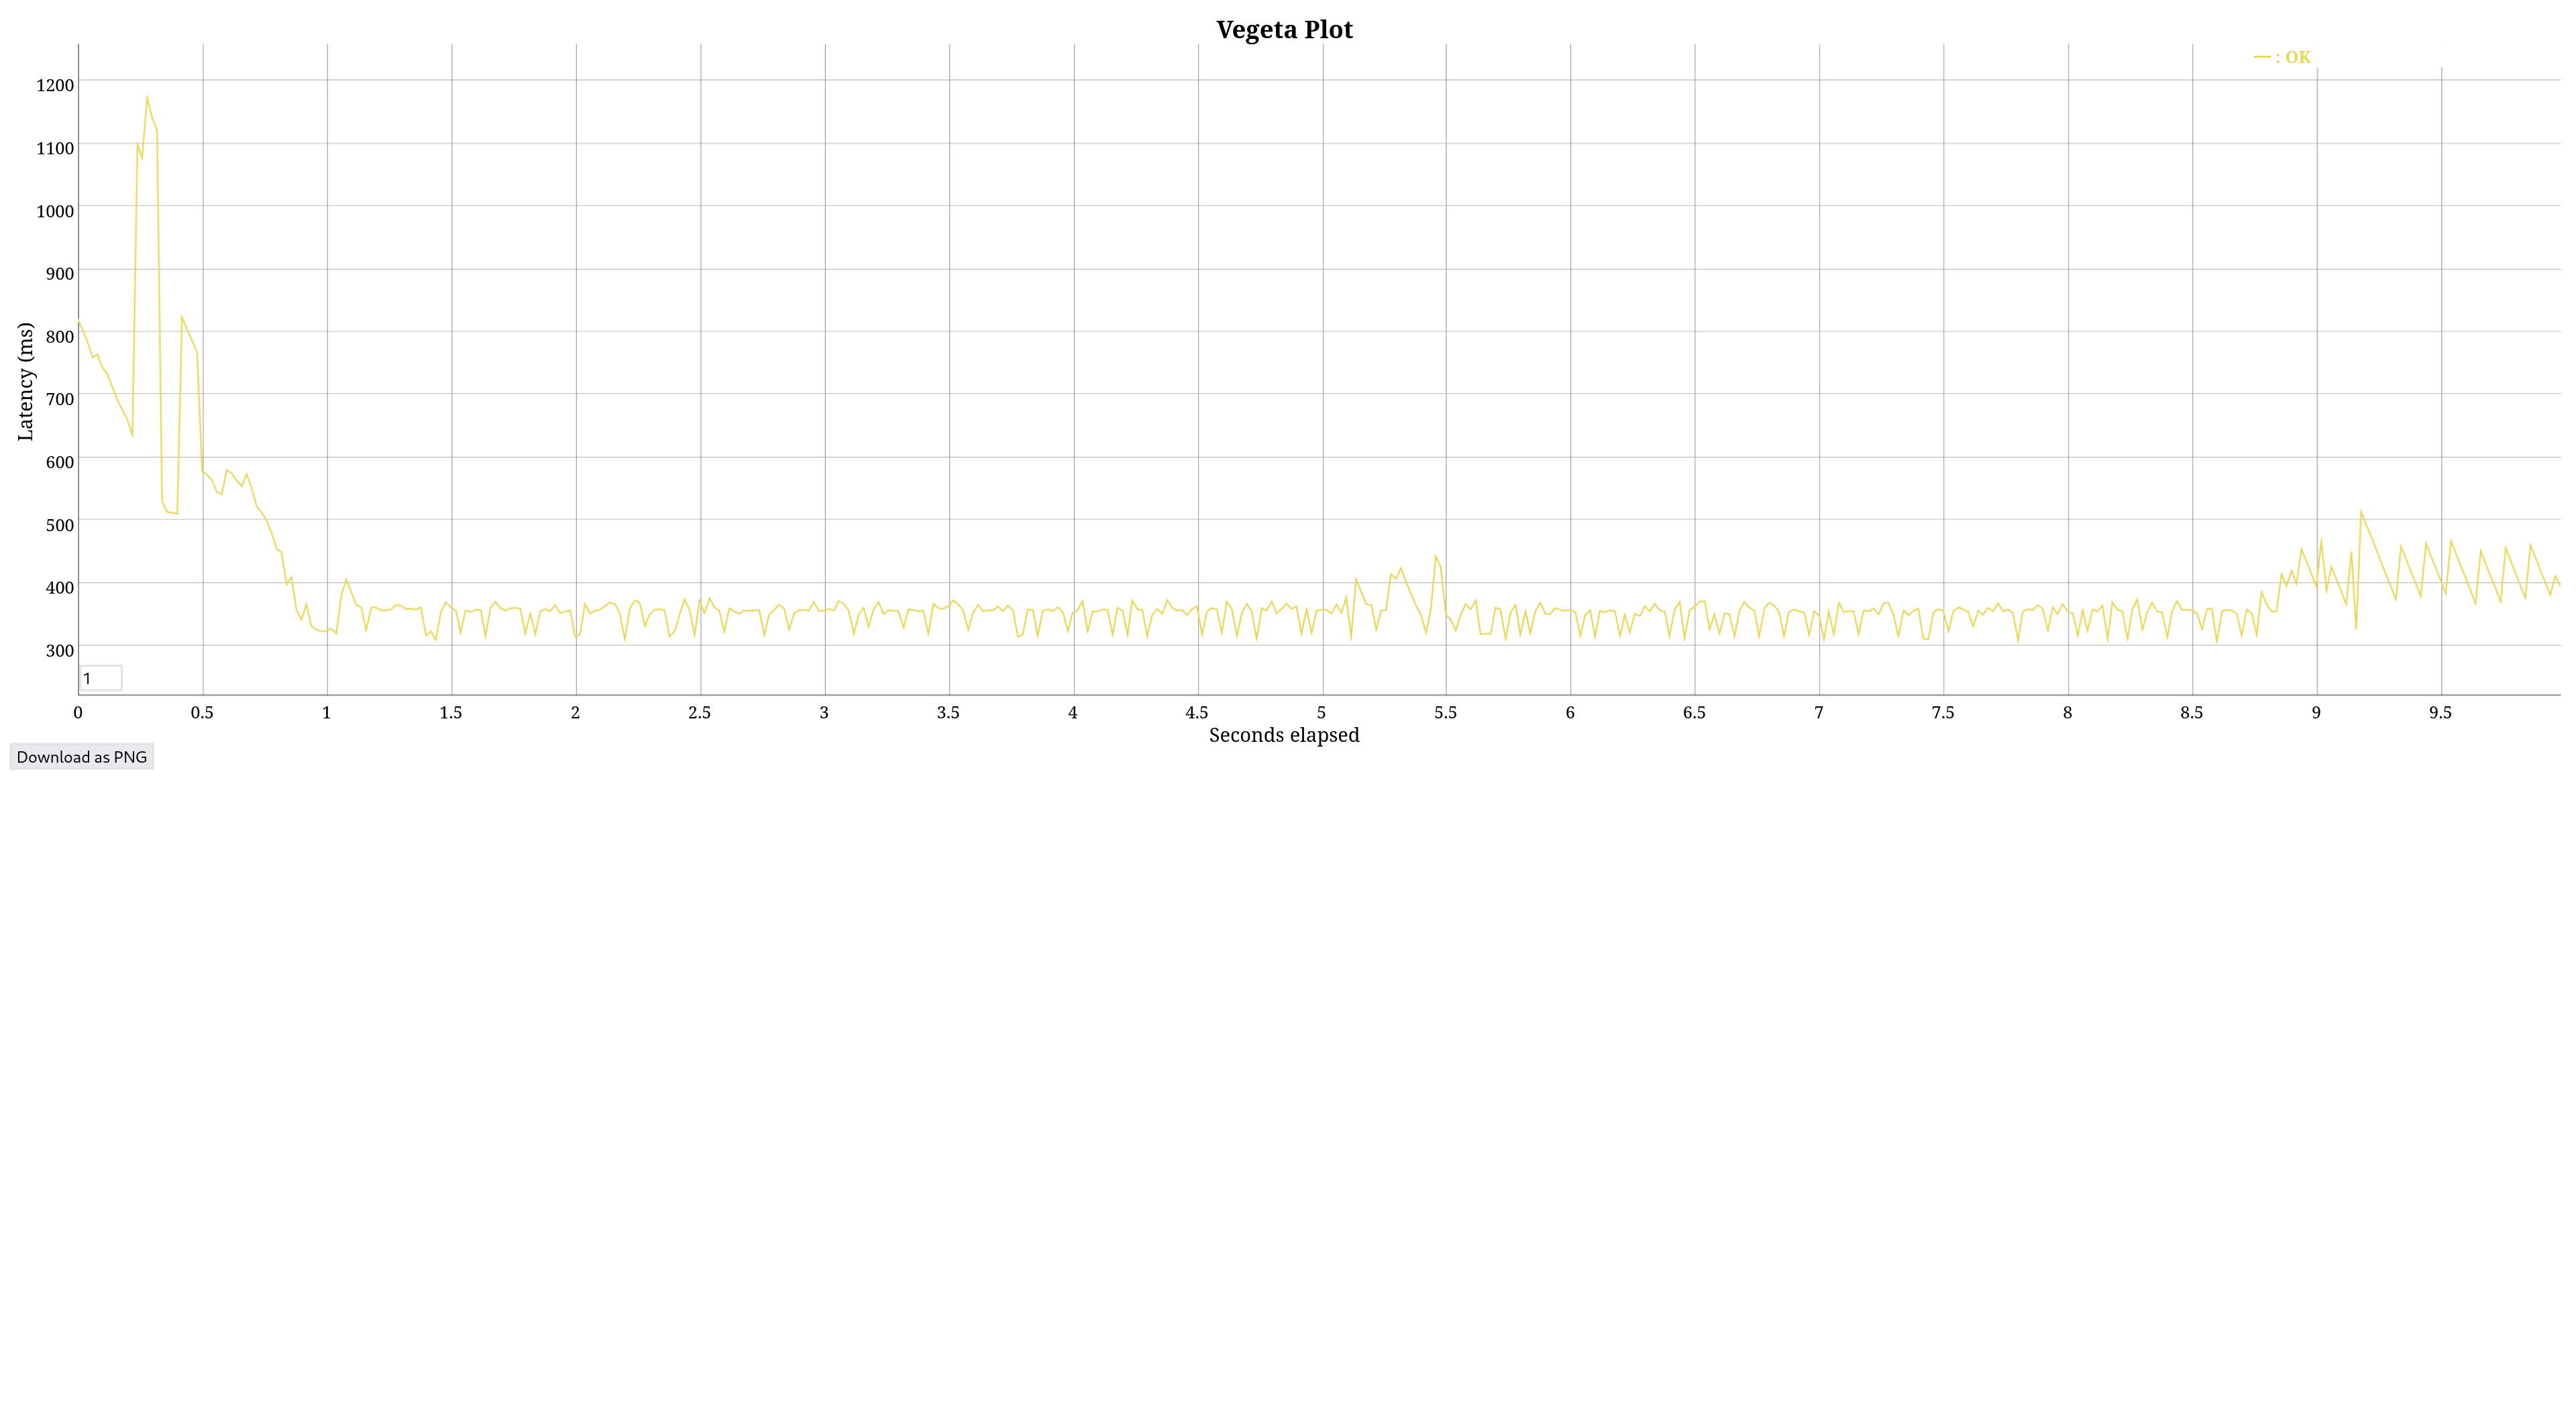 Vegeta Plot
— : OK
1200
1100
1000
900
800
700
600
500
400
300
Latency (ms)
1
0 0.5 1 1.5 2 2.5 3 3.5 4 4.5 5 5.5 6 6.5 7 7.5 8 8.5 9 9.5
Seconds elapsed
Download as PNG